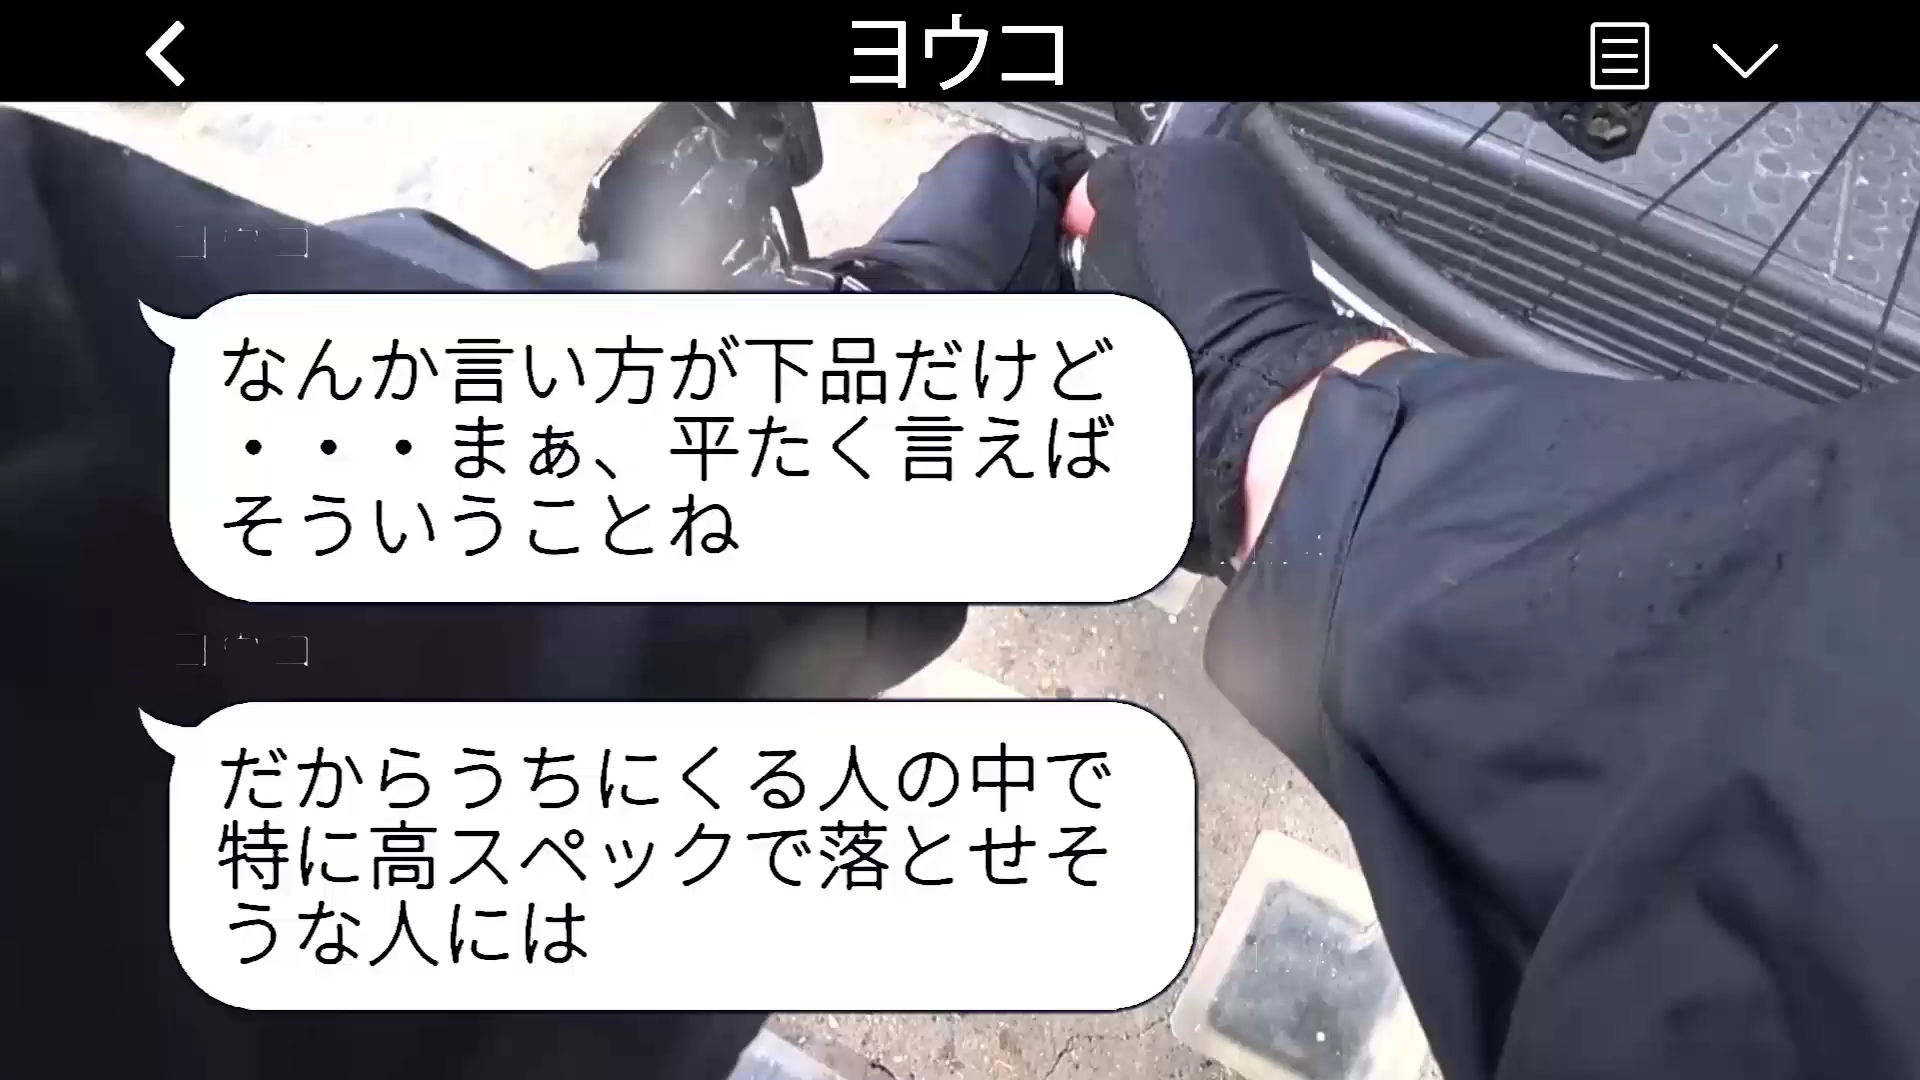 ヨウコ
なんか言い方が下品だけど
・・・まぁ、平たく言えば
そういうことね
だからうちにくる人の中で
特に高スペックで落とせそ
うな人には